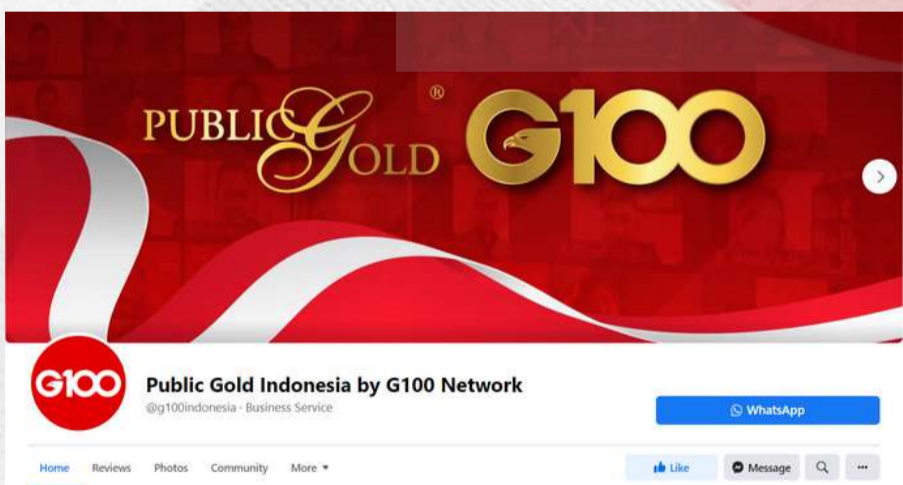 PUBLIC GOLD ® G100
G100
Public Gold Indonesia by G100 Network
@g100indonesia · Business Service
WhatsApp
Home Reviews Photos Community More
Like Message